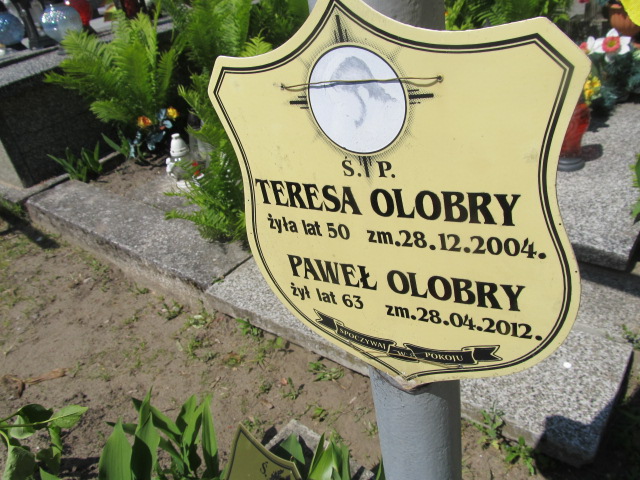 Ś. P.
TERESA OLOBRY
żyła lat 50 zm.28.12.2004.
PAWEŁ OLOBRY
żył lat 63 zm.28.04.2012.
SPOCZYWAJ W POKOJU
Ś